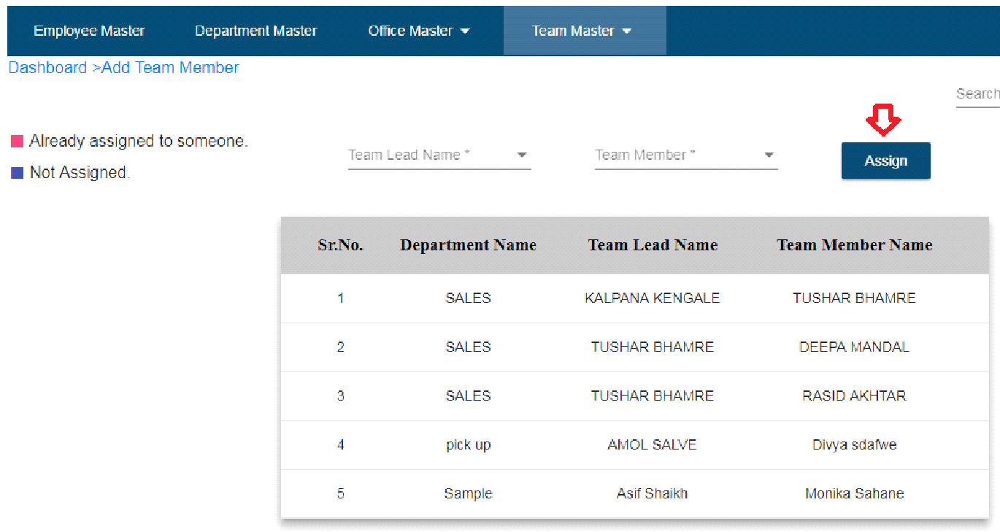 Employee Master Department Master Office Master Team Master
Dashboard >Add Team Member
Search
Already assigned to someone.
Not Assigned.
Team Lead Name * Team Member * Assign
Sr.No. Department Name Team Lead Name Team Member Name
1 SALES KALPANA KENGALE TUSHAR BHAMRE
2 SALES TUSHAR BHAMRE DEEPA MANDAL
3 SALES TUSHAR BHAMRE RASID AKHTAR
4 pick up AMOL SALVE Divya sdafwe
5 Sample Asif Shaikh Monika Sahane